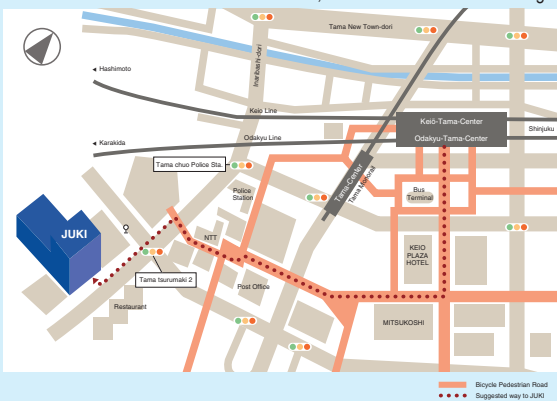 Tama New Town-dori
Inaribashi-dori
◄ Hashimoto
Keio Line
Keiō-Tama-Center
Odakyu Line
Odakyu-Tama-Center
Shinjuku
◄ Karakida
Tama chuo Police Sta.
Tama-Center
Tama Monorail
Police
Station
Bus
Terminal
JUKI
NTT
KEIO
PLAZA
HOTEL
Tama tsurumaki 2
Post Office
Restaurant
MITSUKOSHI
Bicycle Pedestrian Road
Suggested way to JUKI